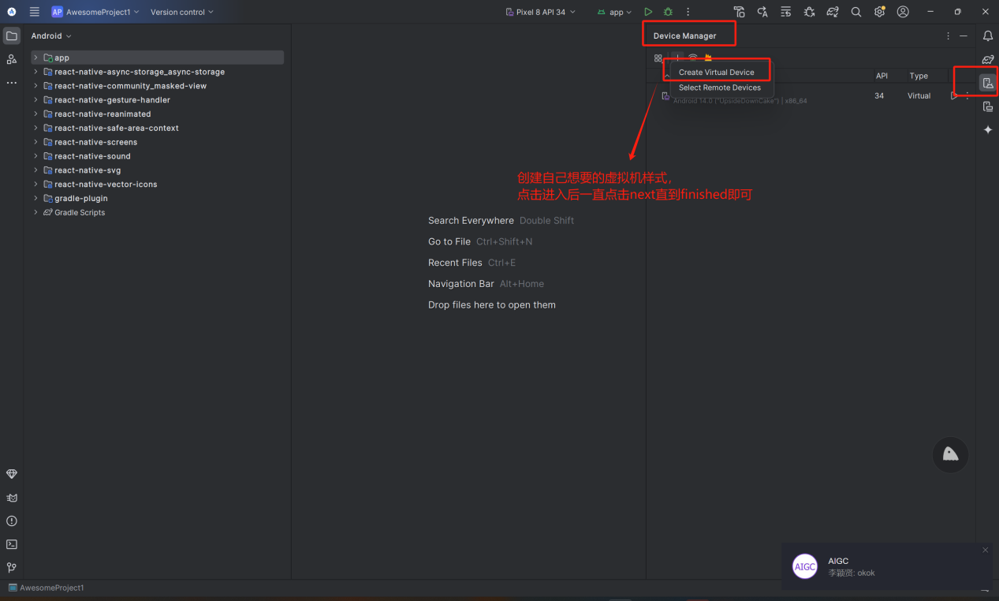 AP AwesomeProject1 Version control Pixel 8 API 34 app
Android
app
react-native-async-storage_async-storage
react-native-community_masked-view
react-native-gesture-handler
react-native-reanimated
react-native-safe-area-context
react-native-screens
react-native-sound
react-native-svg
react-native-vector-icons
gradle-plugin
Gradle Scripts
Device Manager
Create Virtual Device
Select Remote Devices
API Type
34 Virtual
Android 14.0 ("UpsideDownCake") | x86_64
创建自己想要的虚拟机样式，
点击进入后一直点击next直到finished即可
Search Everywhere Double Shift
Go to File Ctrl+Shift+N
Recent Files Ctrl+E
Navigation Bar Alt+Home
Drop files here to open them
AIGC
AIGC
李颖贤: okok
AwesomeProject1